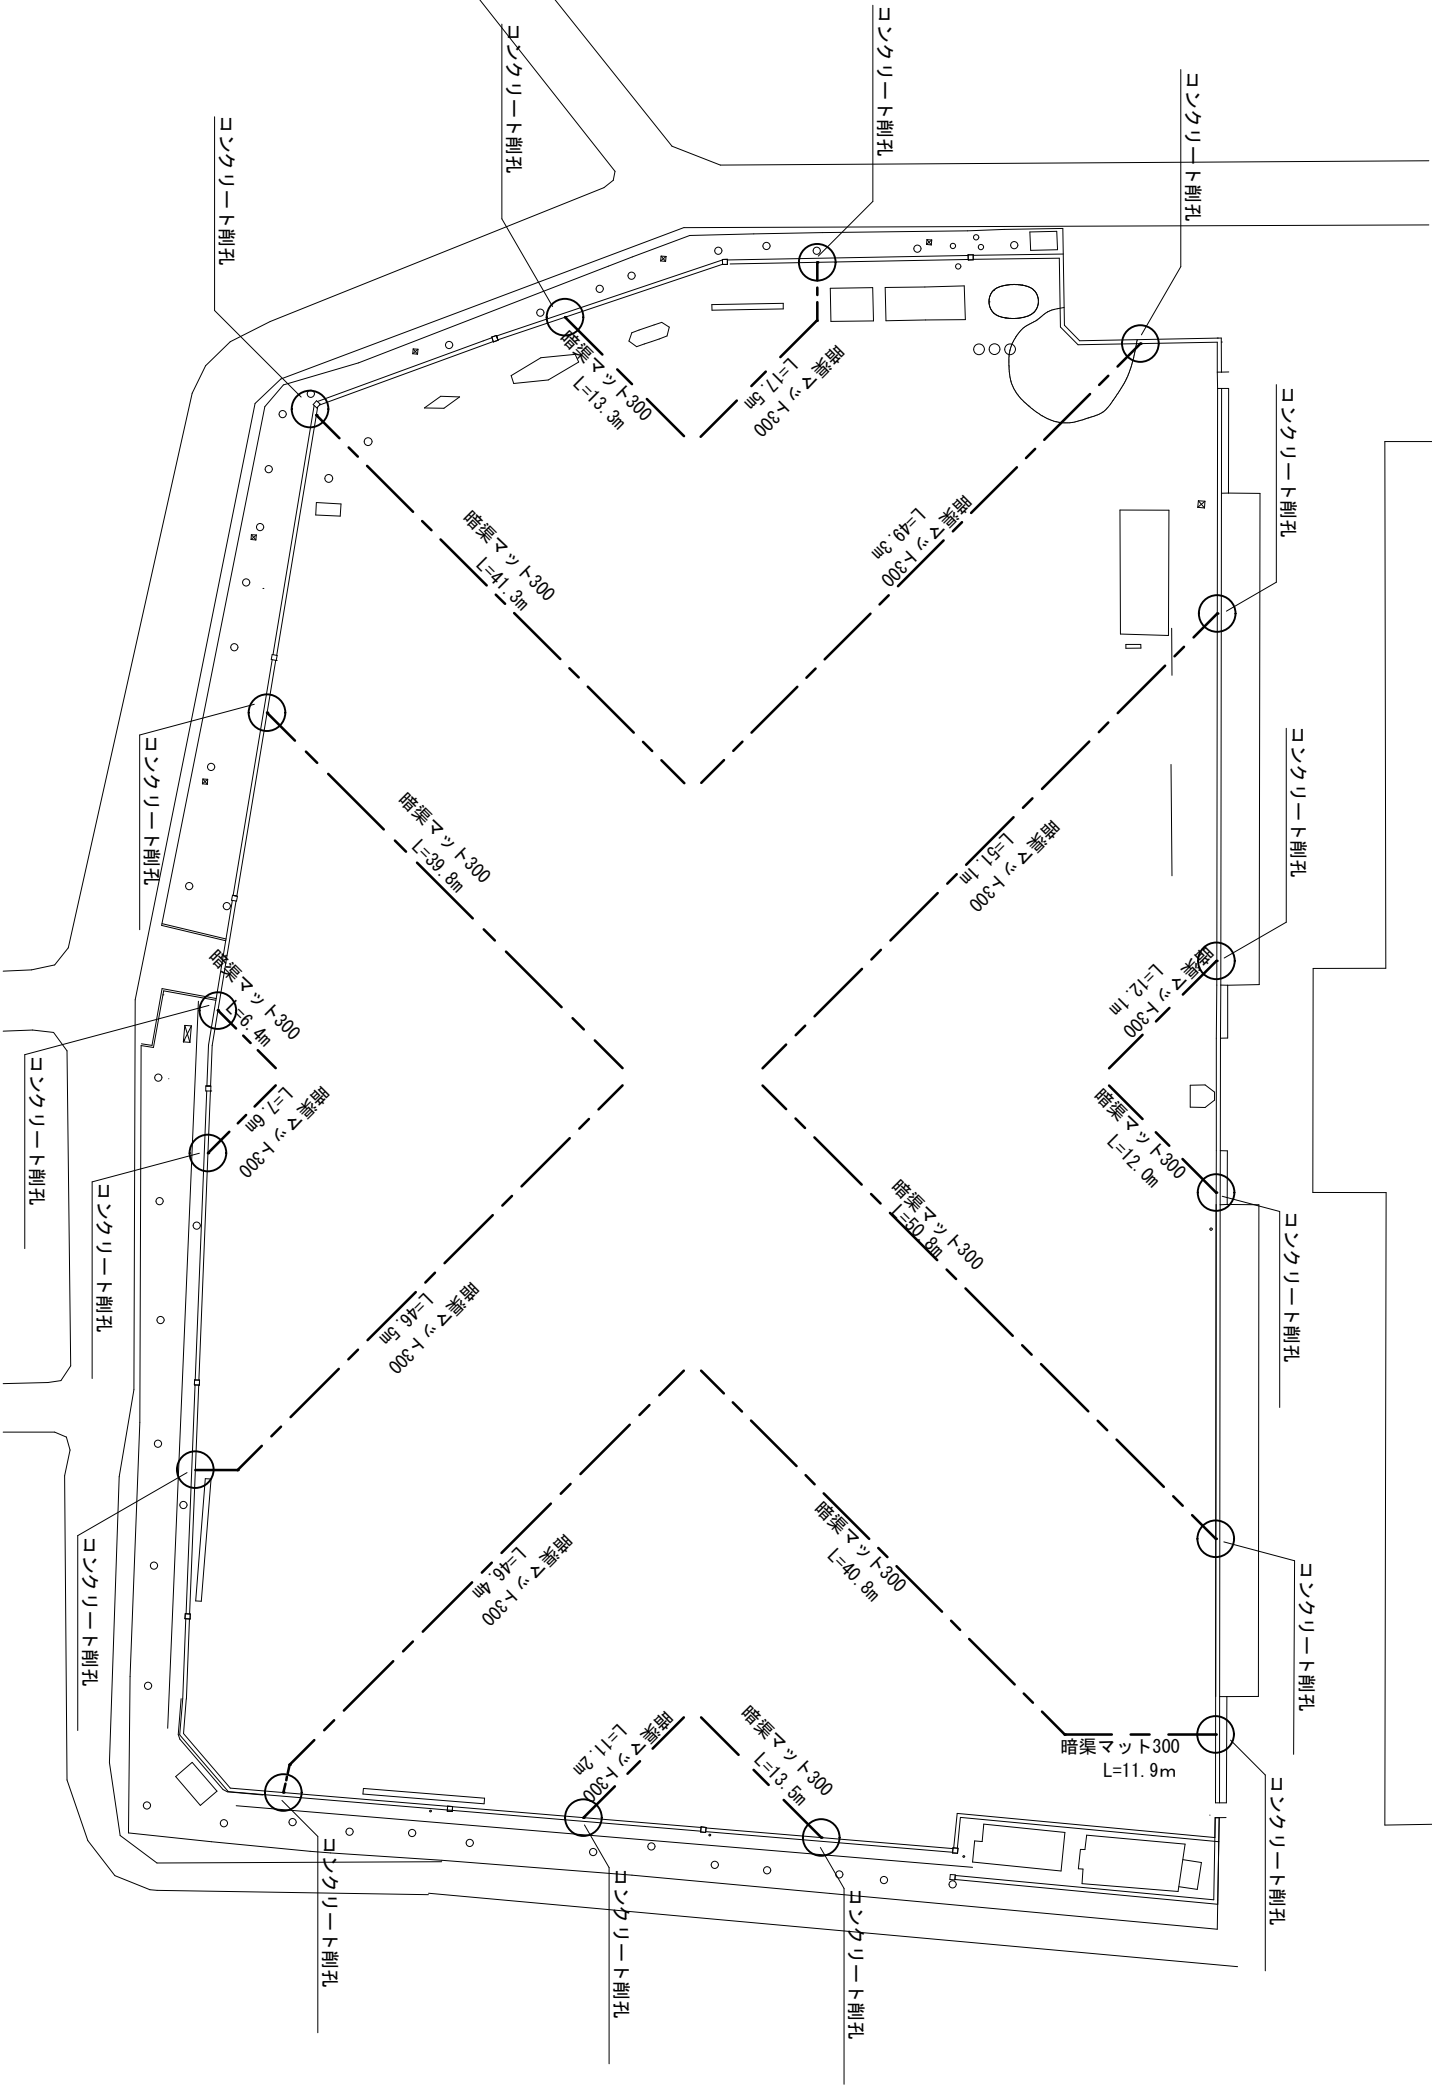 コンクリート削孔
コンクリート削孔
コンクリート削孔
コンクリート削孔
暗渠マット300
L=13.3m
暗渠マット300
L=17.5m
コンクリート削孔
暗渠マット300
L=41.3m
暗渠マット300
L=49.3m
コンクリート削孔
コンクリート削孔
暗渠マット300
L=39.8m
暗渠マット300
L=51.1m
暗渠マット300
L=6.4m
暗渠マット300
L=12.1m
コンクリート削孔
暗渠マット300
L=7.6m
暗渠マット300
L=12.0m
コンクリート削孔
暗渠マット300
L=50.8m
コンクリート削孔
暗渠マット300
L=46.5m
コンクリート削孔
暗渠マット300
L=46.4m
暗渠マット300
L=40.8m
コンクリート削孔
暗渠マット300
L=11.2m
暗渠マット300
L=13.5m
暗渠マット300
L=11.9m
コンクリート削孔
コンクリート削孔
コンクリート削孔
コンクリート削孔